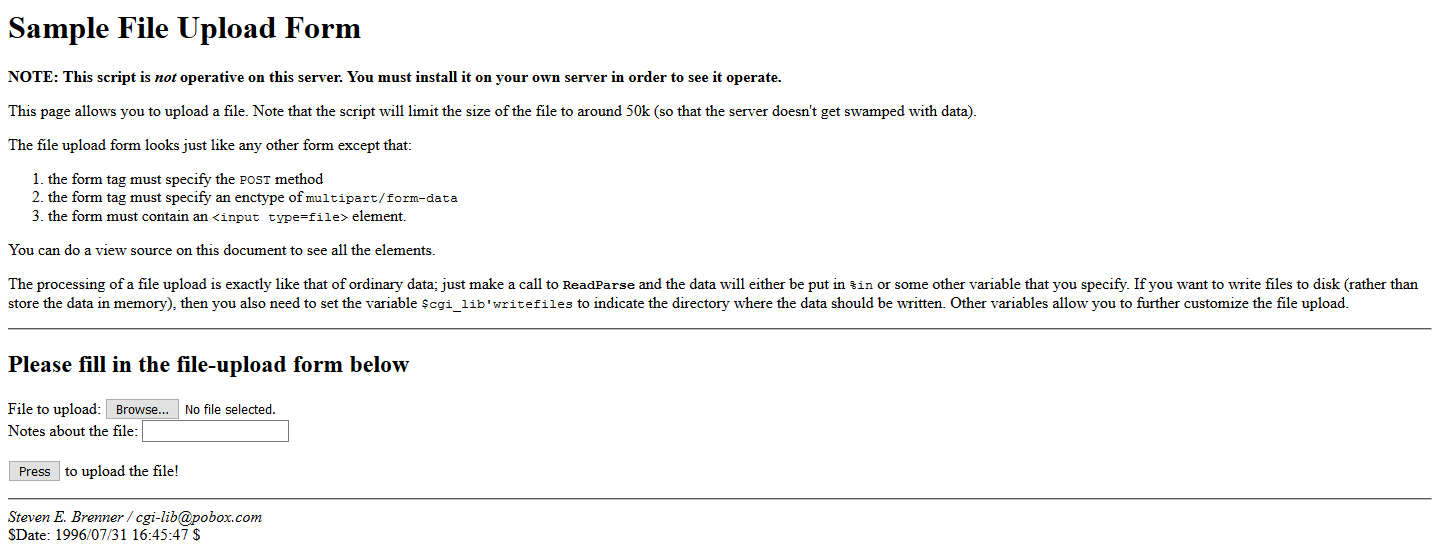 Sample File Upload Form
NOTE: This script is not operative on this server. You must install it on your own server in order to see it operate.
This page allows you to upload a file. Note that the script will limit the size of the file to around 50k (so that the server doesn't get swamped with data).
The file upload form looks just like any other form except that:
1. the form tag must specify the POST method
2. the form tag must specify an enctype of multipart/form-data
3. the form must contain an <input type=file> element.
You can do a view source on this document to see all the elements.
The processing of a file upload is exactly like that of ordinary data; just make a call to ReadParse and the data will either be put in %in or some other variable that you specify. If you want to write files to disk (rather than
store the data in memory), then you also need to set the variable $cgi_lib'writefiles to indicate the directory where the data should be written. Other variables allow you to further customize the file upload.
Please fill in the file-upload form below
File to upload: Browse... No file selected.
Notes about the file:
Press to upload the file!
Steven E. Brenner / cgi-lib@pobox.com
$Date: 1996/07/31 16:45:47 $